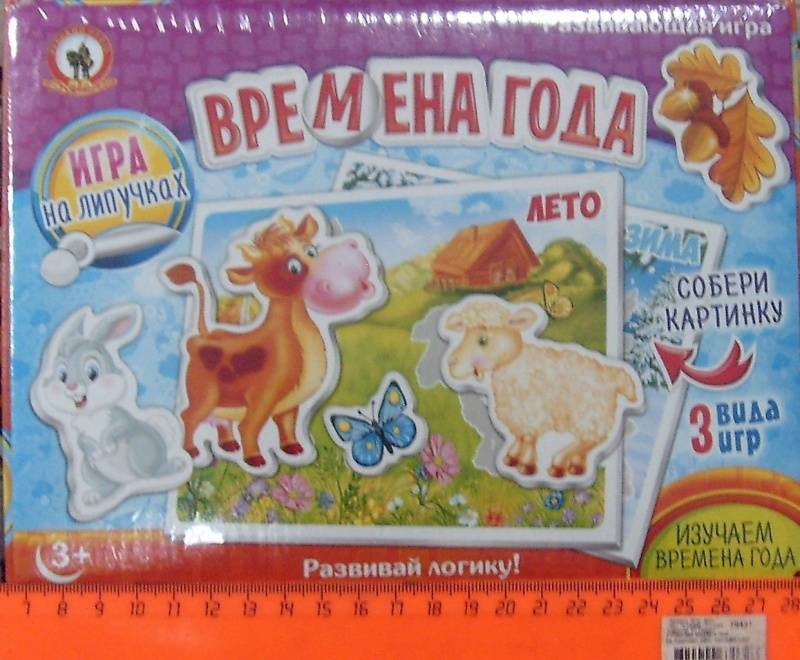 Развивающая игра
ВРЕМЕНА ГОДА
ИГРА
НА ЛИПУЧКАХ
ЛЕТО
ЗИМА
СОБЕРИ
КАРТИНКУ
3 вида
игр
ИЗУЧАЕМ
ВРЕМЕНА ГОДА
3+
Развивай логику!
7 8 9 10 11 12 13 14 15 16 17 18 19 20 21 22 23 24 25 26 27 28